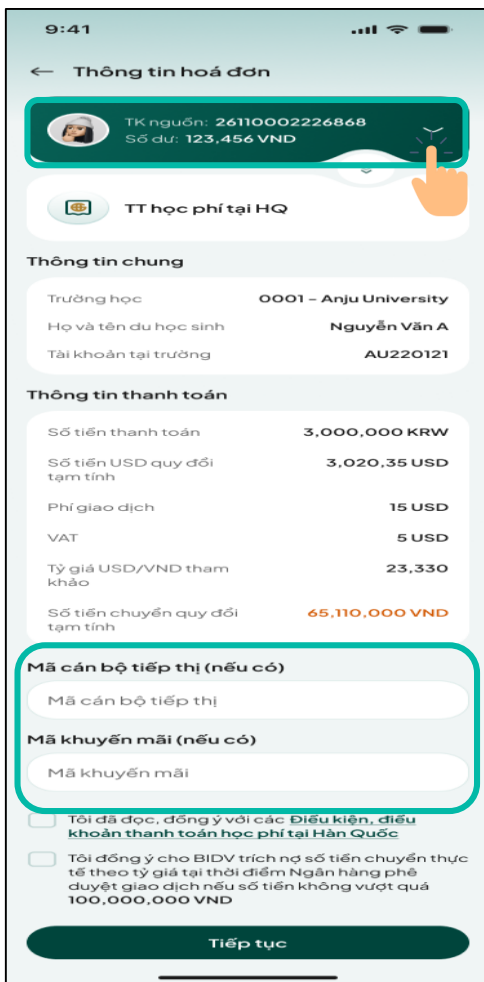 9:41
Thông tin hoá đơn
TK nguồn: 26110002226868
Số dư: 123,456 VND
TT học phí tại HQ
Thông tin chung
Trường học 0001 – Anju University
Họ và tên du học sinh Nguyễn Văn A
Tài khoản tại trường AU220121
Thông tin thanh toán
Số tiền thanh toán 3,000,000 KRW
Số tiền USD quy đổi 3,020,35 USD
tạm tính
Phí giao dịch 15 USD
VAT 5 USD
Tỷ giá USD/VND tham 23,330
khảo
Số tiền chuyển quy đổi 65,110,000 VND
tạm tính
Mã cán bộ tiếp thị (nếu có)
Mã cán bộ tiếp thị
Mã khuyến mãi (nếu có)
Mã khuyến mãi
Tôi đã đọc, đồng ý với các Điều kiện, điều
khoản thanh toán học phí tại Hàn Quốc
Tôi đồng ý cho BIDV trích nợ số tiền chuyển thực
tế theo tỷ giá tại thời điểm Ngân hàng phê
duyệt giao dịch nếu số tiền không vượt quá
100,000,000 VND
Tiếp tục